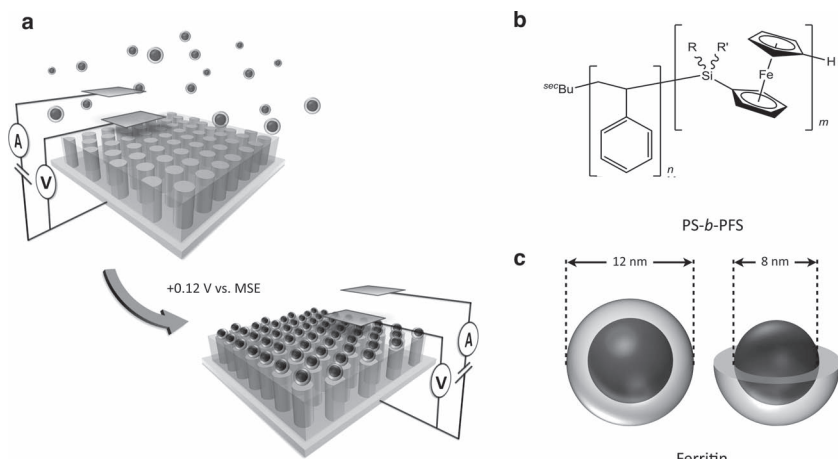 a
A
V
+0.12 V vs. MSE
A
V
b
R R'
secBu
Si
Fe
H
n
m
PS-b-PFS
c
12 nm
8 nm
Ferritin